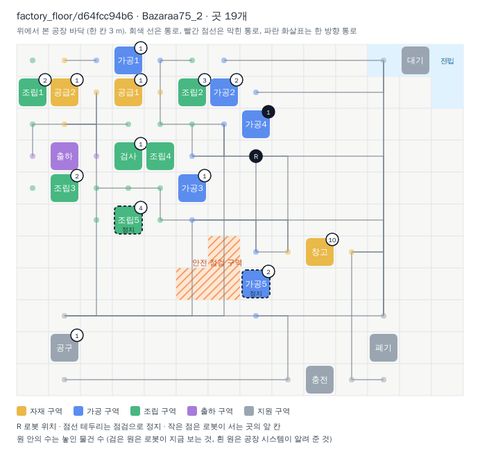 factory_floor/d64fcc94b6 · Bazaraa75_2 · 곳 19개
위에서 본 공장 바닥 (한 칸 3 m). 회색 선은 통로, 빨간 점선은 막힌 통로, 파란 화살표는 한 방향 통로
가공1 1 대기 전립
조립1 2 공급2 1 공급1 1 조립2 3 가공2 1
가공4 1
출하 검사 1 조립4 R
조립3 2 가공3 1
조립5 4
정지
창고 10
안전 점검 구역
가공5 2
정지
공구 1 폐기
충전
자재 구역 가공 구역 조립 구역 출하 구역 지원 구역
R 로봇 위치 · 점선 테두리는 점검으로 정지 · 작은 점은 로봇이 서는 곳의 앞 칸
원 안의 수는 놓인 물건 수 (검은 원은 로봇이 지금 보는 것, 흰 원은 공장 시스템이 알려 준 것)